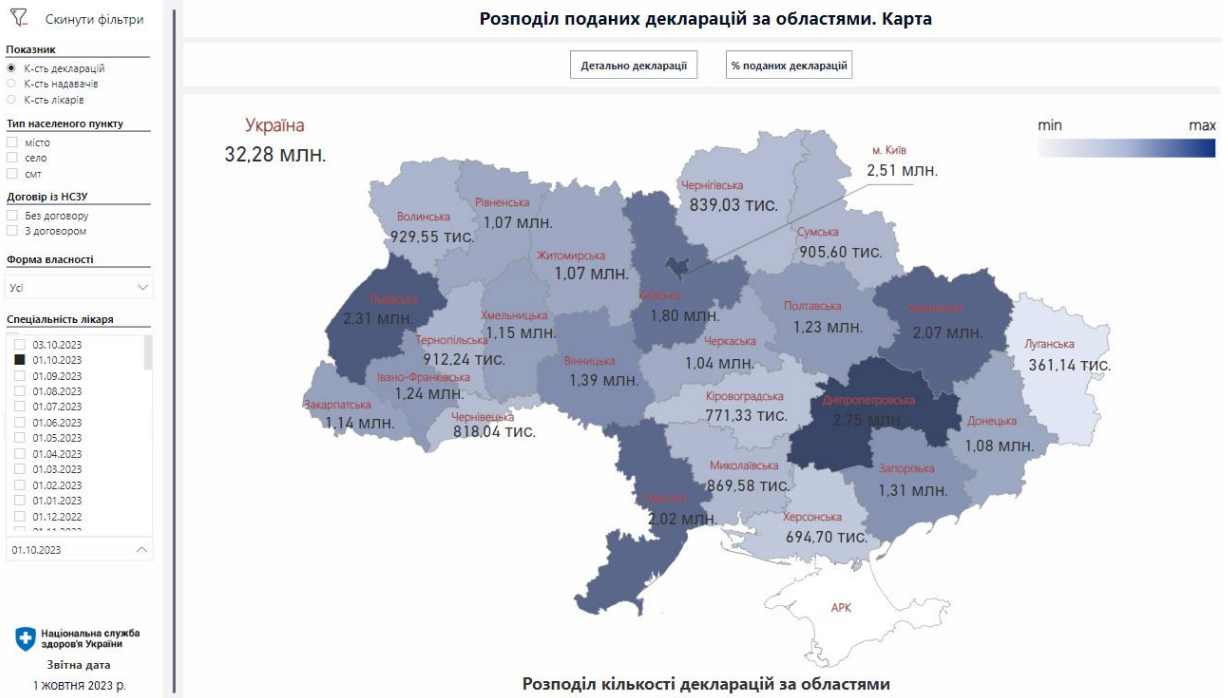 Скинути фільтри
Показник
К-сть декларацій
К-сть надавачів
К-сть лікарів
Тип населеного пункту
місто
село
смт
Договір із НСЗУ
Без договору
З договором
Форма власності
Усі
Спеціальність лікаря
03.10.2023
01.10.2023
01.09.2023
01.08.2023
01.07.2023
01.06.2023
01.05.2023
01.04.2023
01.03.2023
01.02.2023
01.01.2023
01.12.2022
01.11.2022
01.10.2023
Національна служба
здоров'я України
Звітна дата
1 жовтня 2023 р.
Розподіл поданих декларацій за областями. Карта
Детально декларації
% поданих декларацій
Україна
32,28 млн.
min max
м. Київ
2,51 млн.
Чернігівська
839,03 тис.
Волинська
929,55 тис.
Рівненська
1,07 млн.
Житомирська
1,07 млн.
Сумська
905,60 тис.
Львівська
2,31 млн.
Київська
1,80 млн.
Полтавська
1,23 млн.
Харківська
2,07 млн.
Хмельницька
1,15 млн.
Тернопільська
912,24 тис.
Черкаська
1,04 млн.
Луганська
361,14 тис.
Вінницька
1,39 млн.
Івано-Франківська
1,24 млн.
Закарпатська
1,14 млн.
Чернівецька
818,04 тис.
Кіровоградська
771,33 тис.
Дніпропетровська
2,75 млн.
Донецька
1,08 млн.
Миколаївська
869,58 тис.
Запорізька
1,31 млн.
Одеська
2,02 млн.
Херсонська
694,70 тис.
АРК
Розподіл кількості декларацій за областями